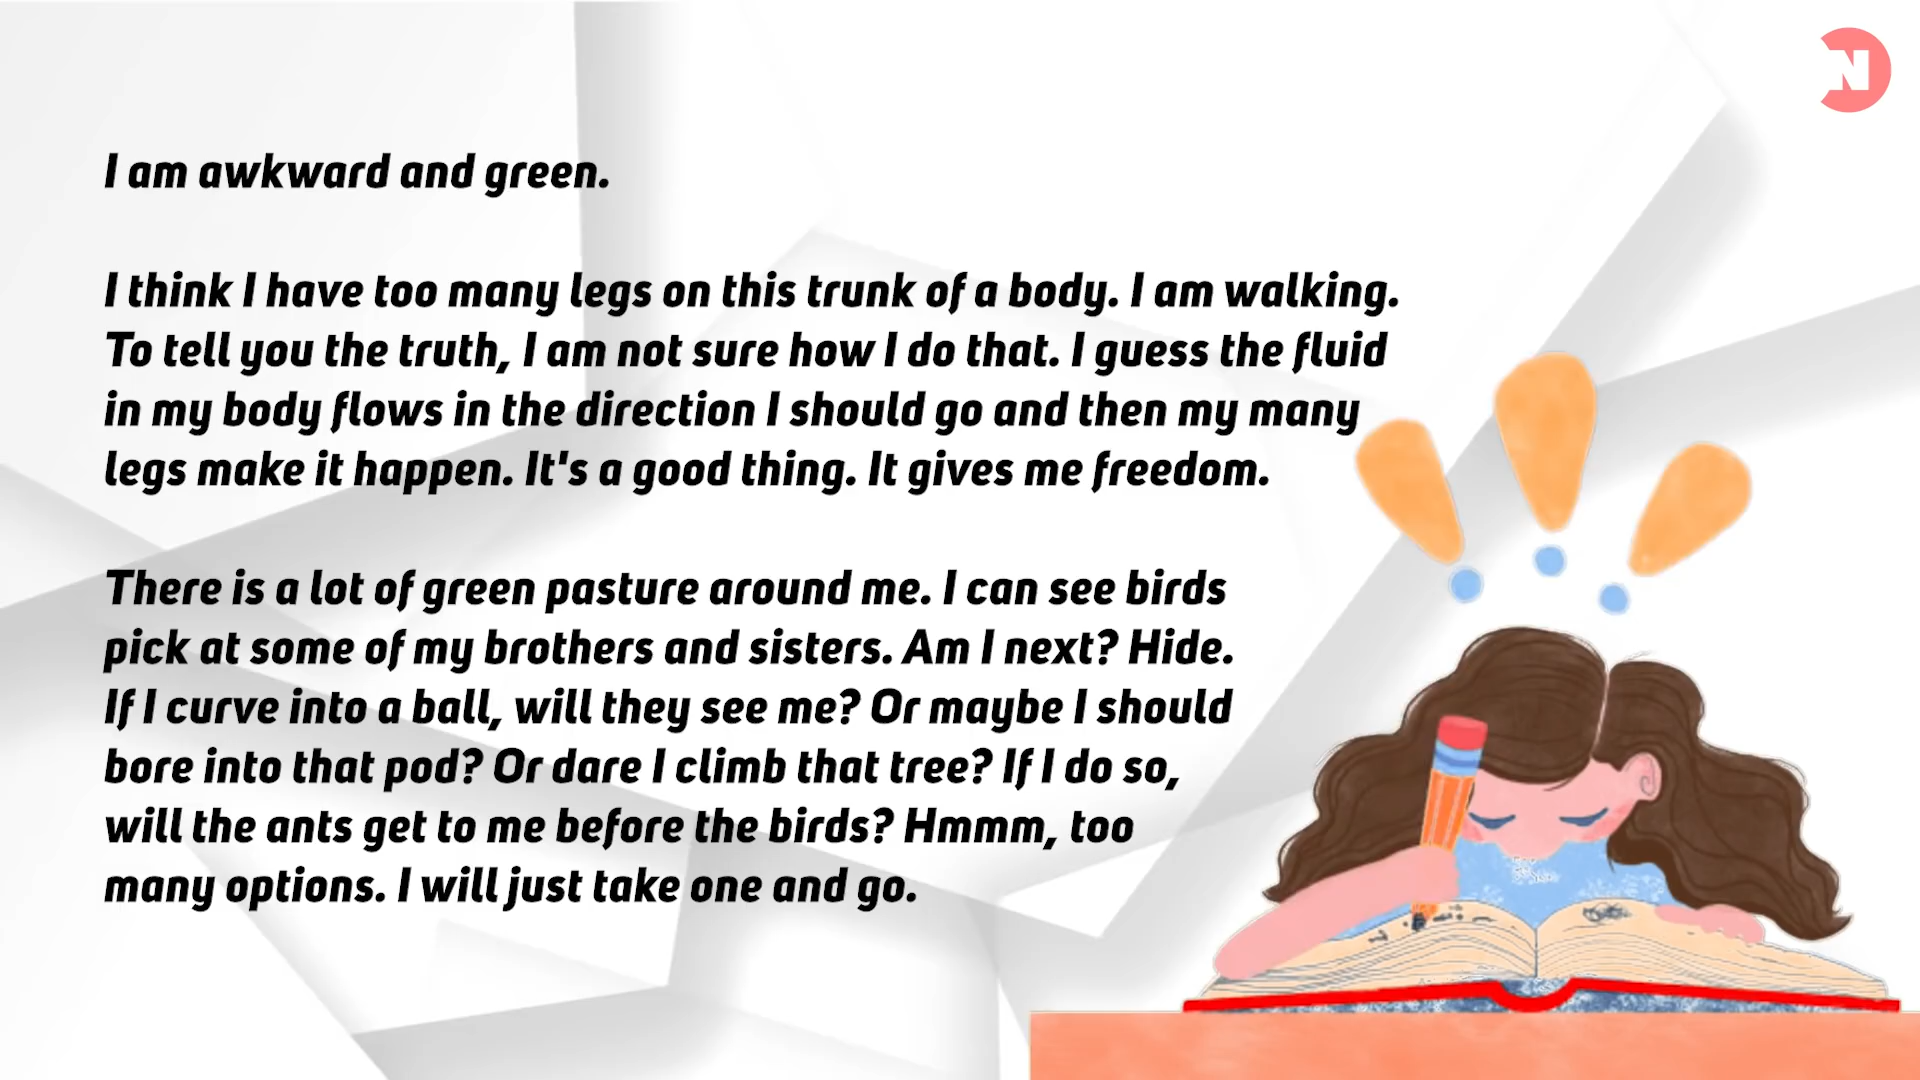 N
I am awkward and green.
I think I have too many legs on this trunk of a body. I am walking.
To tell you the truth, I am not sure how I do that. I guess the fluid
in my body flows in the direction I should go and then my many
legs make it happen. It's a good thing. It gives me freedom.
There is a lot of green pasture around me. I can see birds
pick at some of my brothers and sisters. Am I next? Hide.
If I curve into a ball, will they see me? Or maybe I should
bore into that pod? Or dare I climb that tree? If I do so,
will the ants get to me before the birds? Hmmm, too
many options. I will just take one and go.